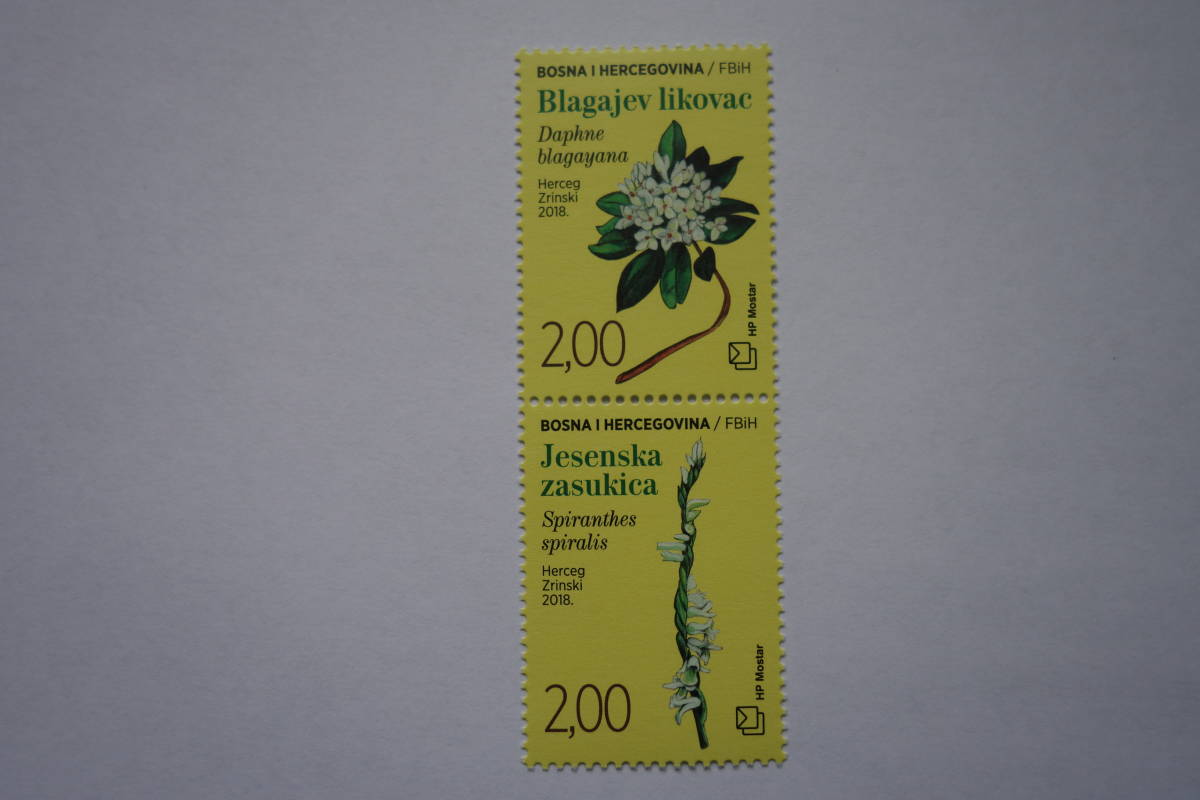 BOSNA I HERCEGOVINA / FBiH
Blagajev likovac
Daphne
blagayana
Herceg
Zrinski
2018.
HP Mostar
2,00
BOSNA I HERCEGOVINA / FBiH
Jesenska
zasukica
Spiranthes
spiralis
Herceg
Zrinski
2018.
HP Mostar
2,00